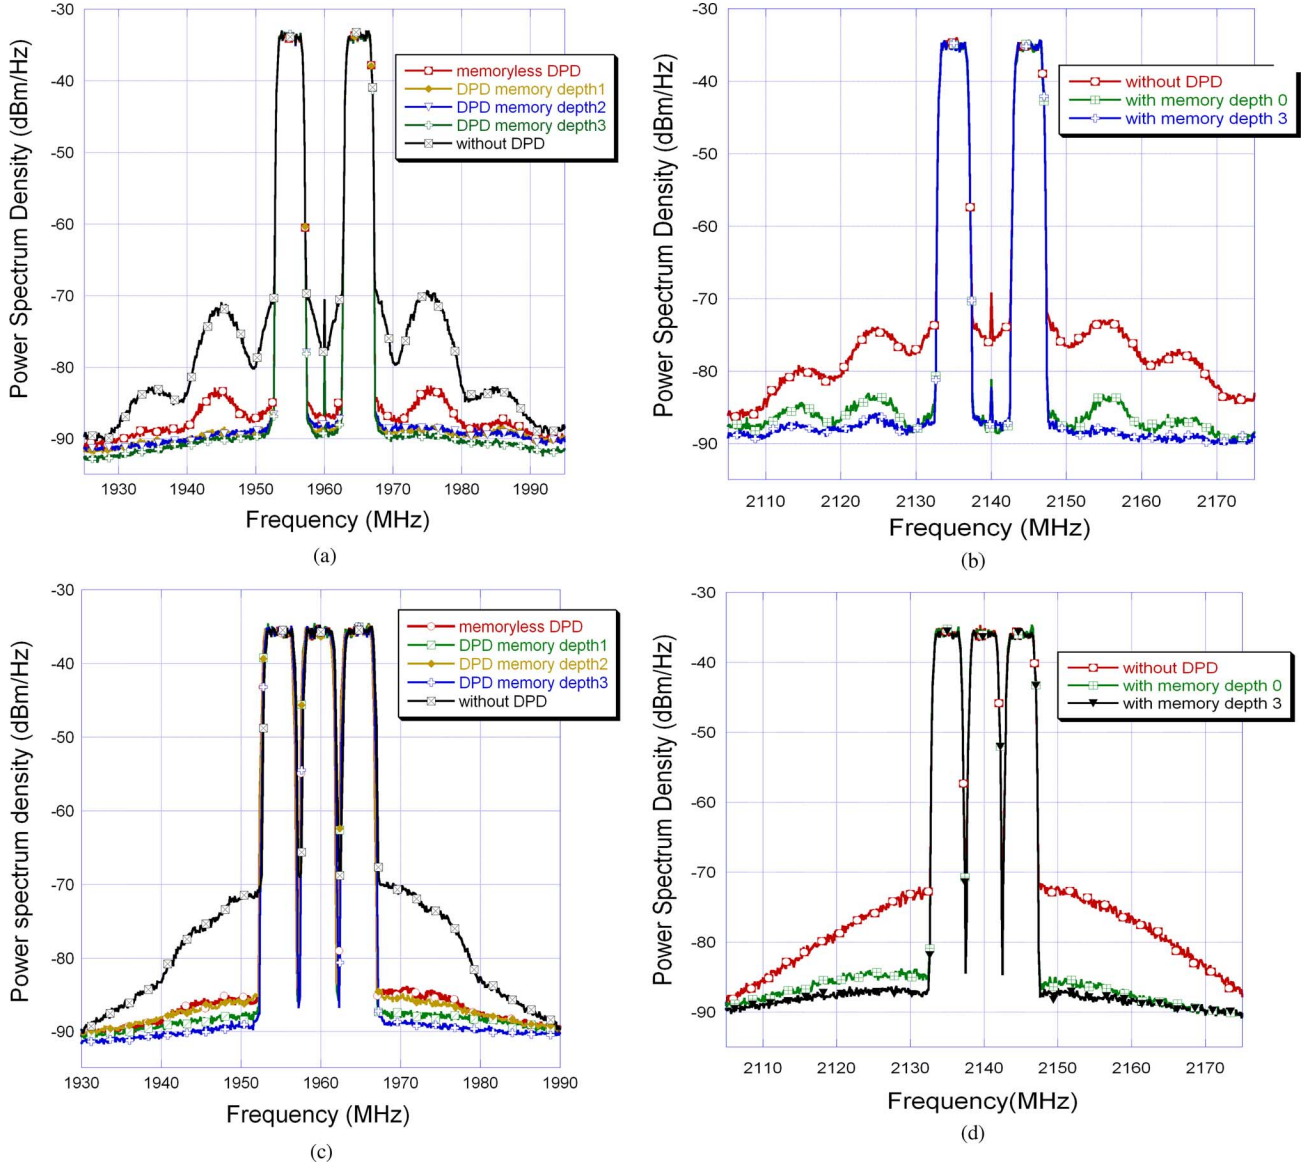 -30
-40
-50
-60
-70
-80
-90
Power Spectrum Density (dBm/Hz)
memoryless DPD
DPD memory depth1
DPD memory depth2
DPD memory depth3
without DPD
1930 1940 1950 1960 1970 1980 1990
Frequency (MHz)
(a)
-30
-40
-50
-60
-70
-80
-90
Power Spectrum Density (dBm/Hz)
without DPD
with memory depth 0
with memory depth 3
2110 2120 2130 2140 2150 2160 2170
Frequency (MHz)
(b)
-30
-40
-50
-60
-70
-80
-90
Power spectrum density (dBm/Hz)
memoryless DPD
DPD memory depth1
DPD memory depth2
DPD memory depth3
without DPD
1930 1940 1950 1960 1970 1980 1990
Frequency (MHz)
(c)
-30
-40
-50
-60
-70
-80
-90
Power Spectrum Density (dBm/Hz)
without DPD
with memory depth 0
with memory depth 3
2110 2120 2130 2140 2150 2160 2170
Frequency(MHz)
(d)